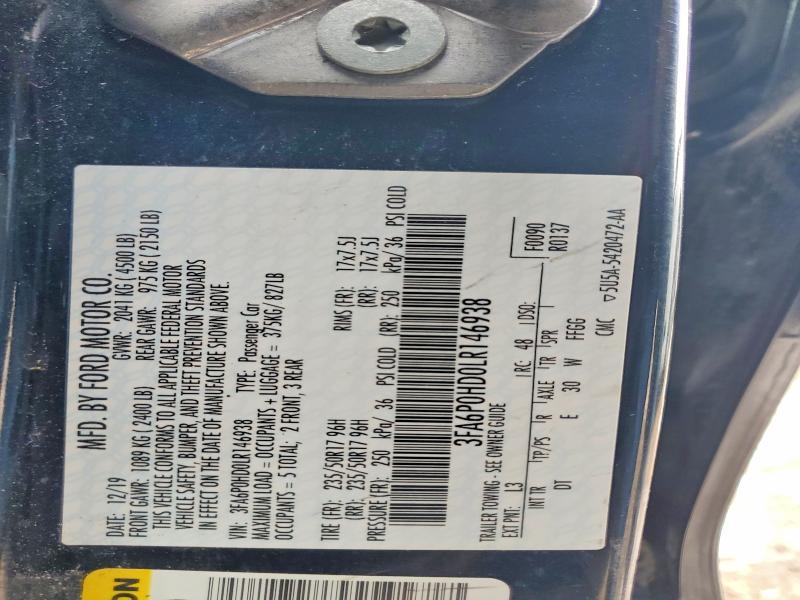 MFD. BY FORD MOTOR CO.
DATE: 12/19 GVWR: 2041 KG ( 4500 LB)
FRONT GAWR: 1089 KG ( 2400 LB) REAR GAWR: 975 KG ( 2150 LB)
THIS VEHICLE CONFORMS TO ALL APPLICABLE FEDERAL MOTOR
VEHICLE SAFETY, BUMPER, AND THEFT PREVENTION STANDARDS
IN EFFECT ON THE DATE OF MANUFACTURE SHOWN ABOVE.
VIN: 3FA6P0HD0LR146938 TYPE: Passenger Car
MAXIMUM LOAD = OCCUPANTS + LUGGAGE = 375KG/ 827LB
OCCUPANTS = 5 TOTAL, 2 FRONT, 3 REAR
TIRE (FR): 235/50R17 96H RIMS (FR): 17x7.5J
(RR): 235/50R17 96H (RR): 17x7.5J
PRESSURE (FR): 250 kPa/ 36 PSI COLD (RR): 250 kPa/ 36 PSI COLD
3FA6P0HD0LR146938
TRAILER TOWING - SEE OWNER GUIDE F0090
EXT PNT: L3 RC: 48 DSO: R0137
INT TR TP/PS R AXLE TR SPR
DT E 30 W FFGG
CMC 5U5A-5420472-AA
ON